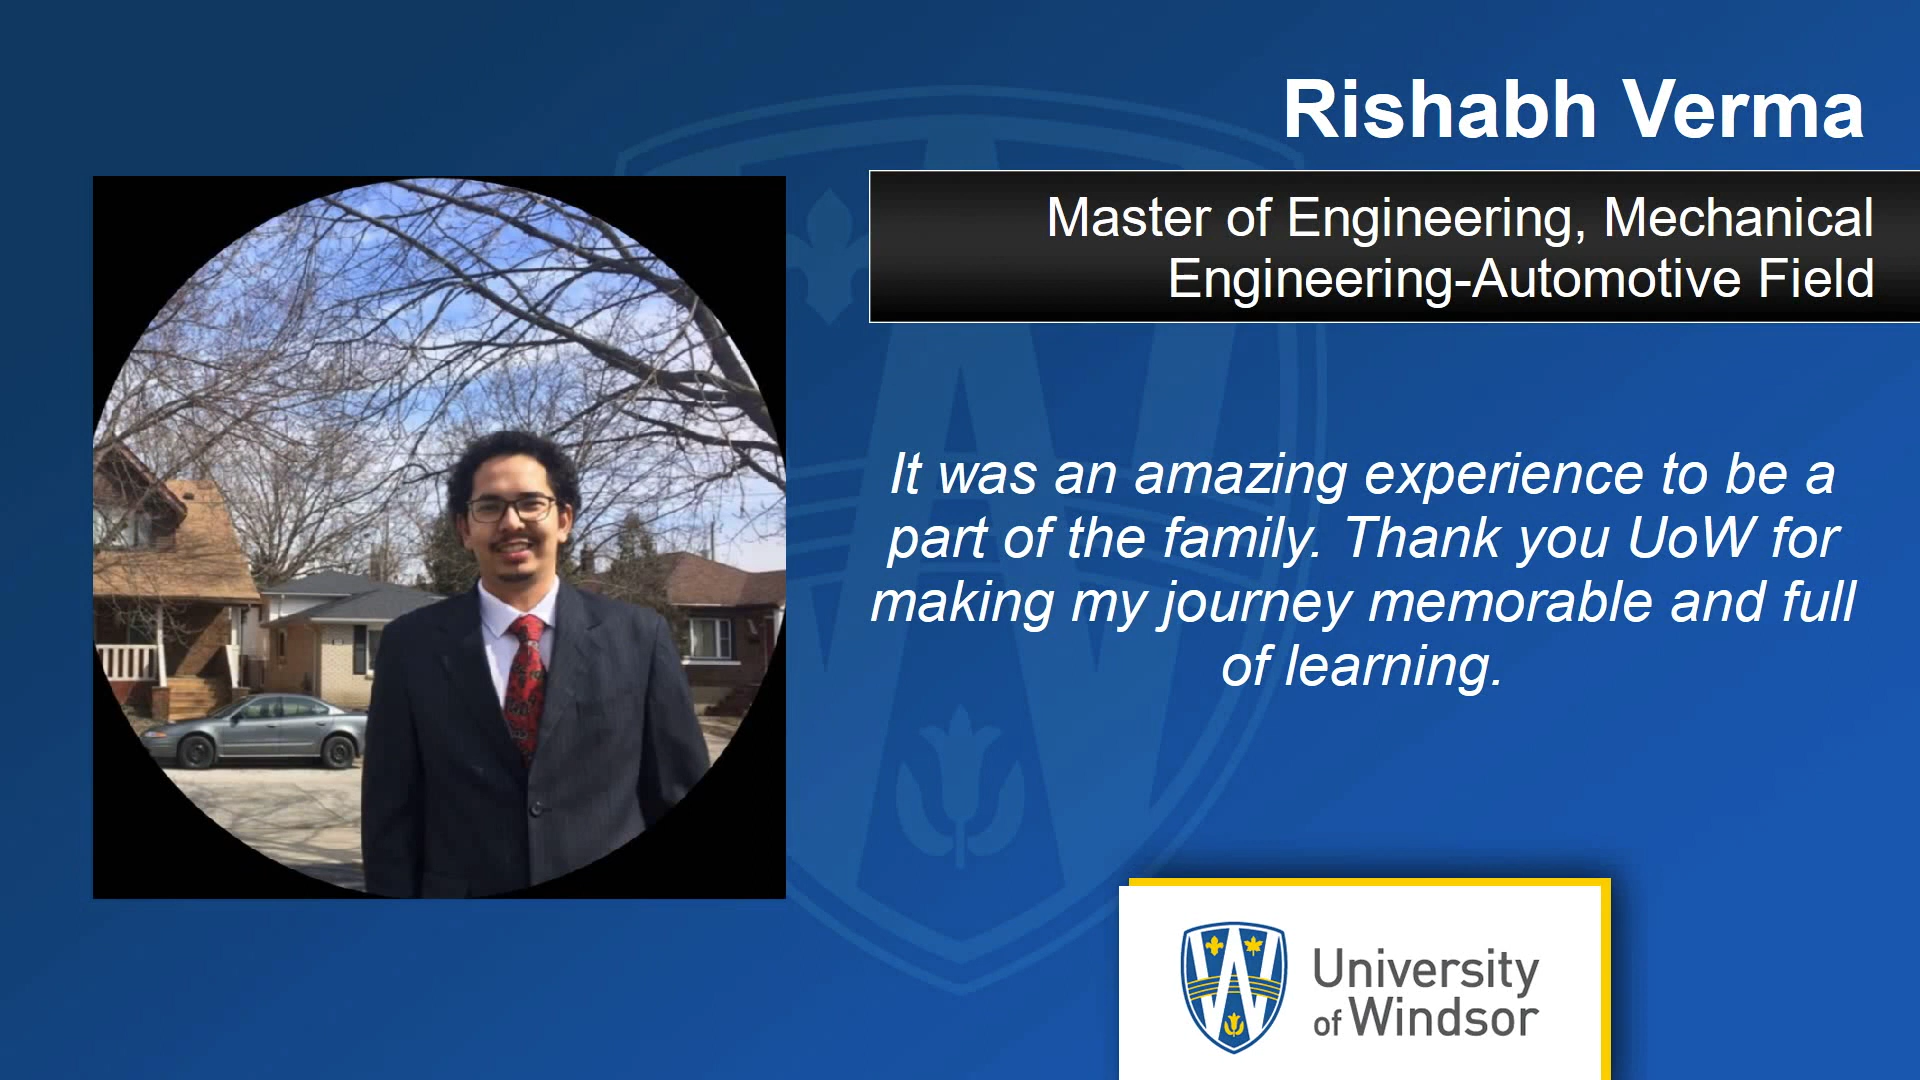 Rishabh Verma
Master of Engineering, Mechanical
Engineering-Automotive Field
It was an amazing experience to be a
part of the family. Thank you UoW for
making my journey memorable and full
of learning.
University
of Windsor